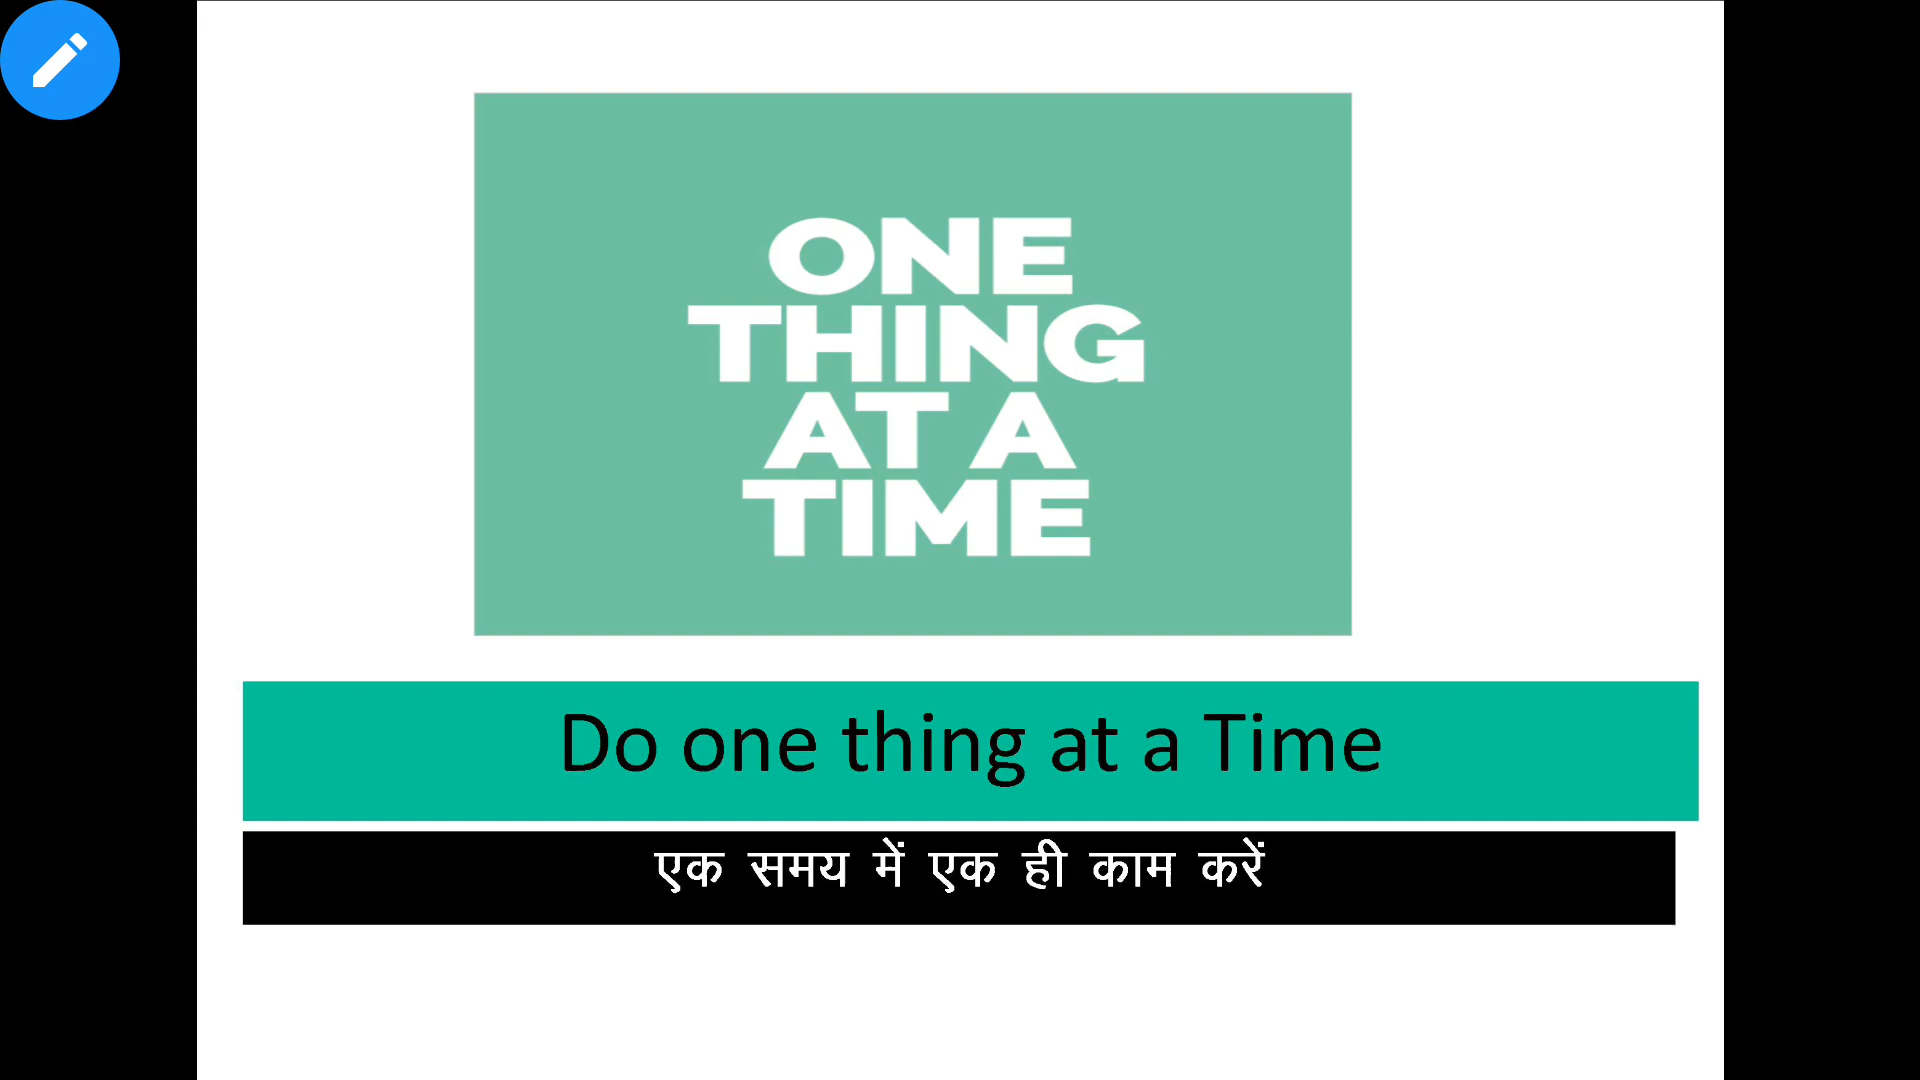 ONE
THING
AT A
TIME
Do one thing at a Time
एक समय में एक ही काम करें